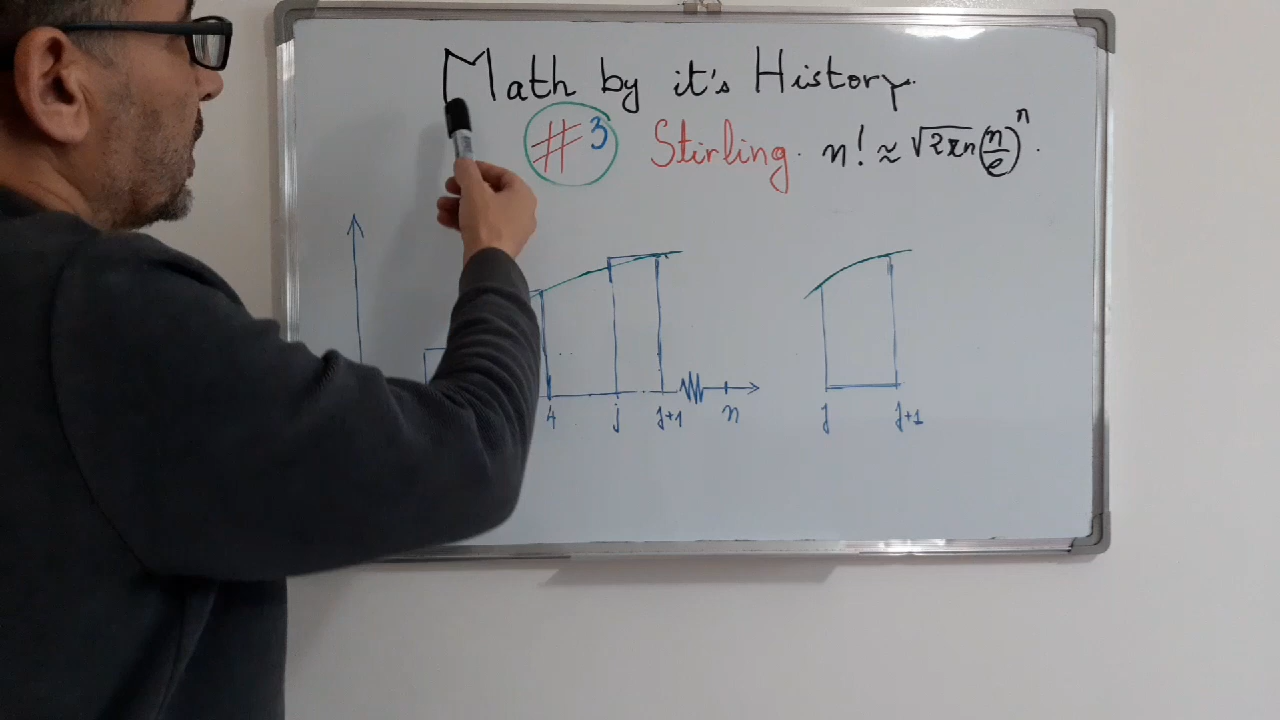 Math by it's History.
#3 Stirling. n! ≈ √2πn (n/e)^n.
4 j j+1 n j j+1